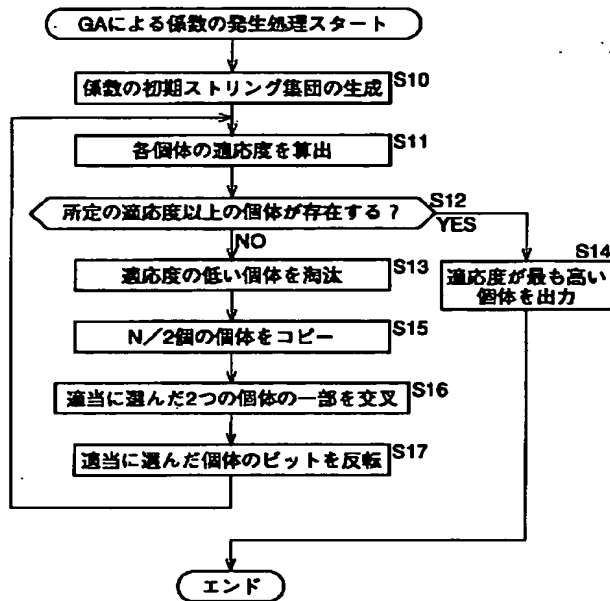 GAによる係数の発生処理スタート
係数の初期ストリング集団の生成
S10
各個体の適応度を算出
S11
所定の適応度以上の個体が存在する?
S12
YES
NO
適応度の低い個体を淘汰
S13
S14
適応度が最も高い
個体を出力
N/2個の個体をコピー
S15
適当に選んだ2つの個体の一部を交叉
S16
適当に選んだ個体のビットを反転
S17
エンド